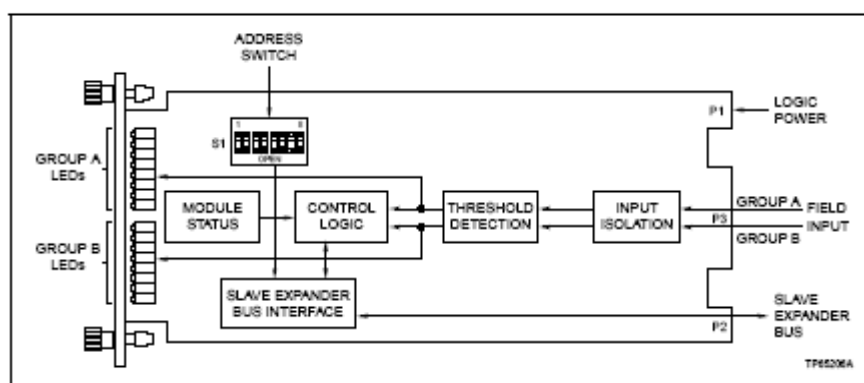 ADDRESS
SWITCH
P1
LOGIC
POWER
1 8
S1
OPEN
GROUP A
LEDs
MODULE
STATUS
CONTROL
LOGIC
THRESHOLD
DETECTION
INPUT
ISOLATION
GROUP A
P3
GROUP B
FIELD
INPUT
GROUP B
LEDs
SLAVE EXPANDER
BUS INTERFACE
P2
SLAVE
EXPANDER
BUS
TP65206A